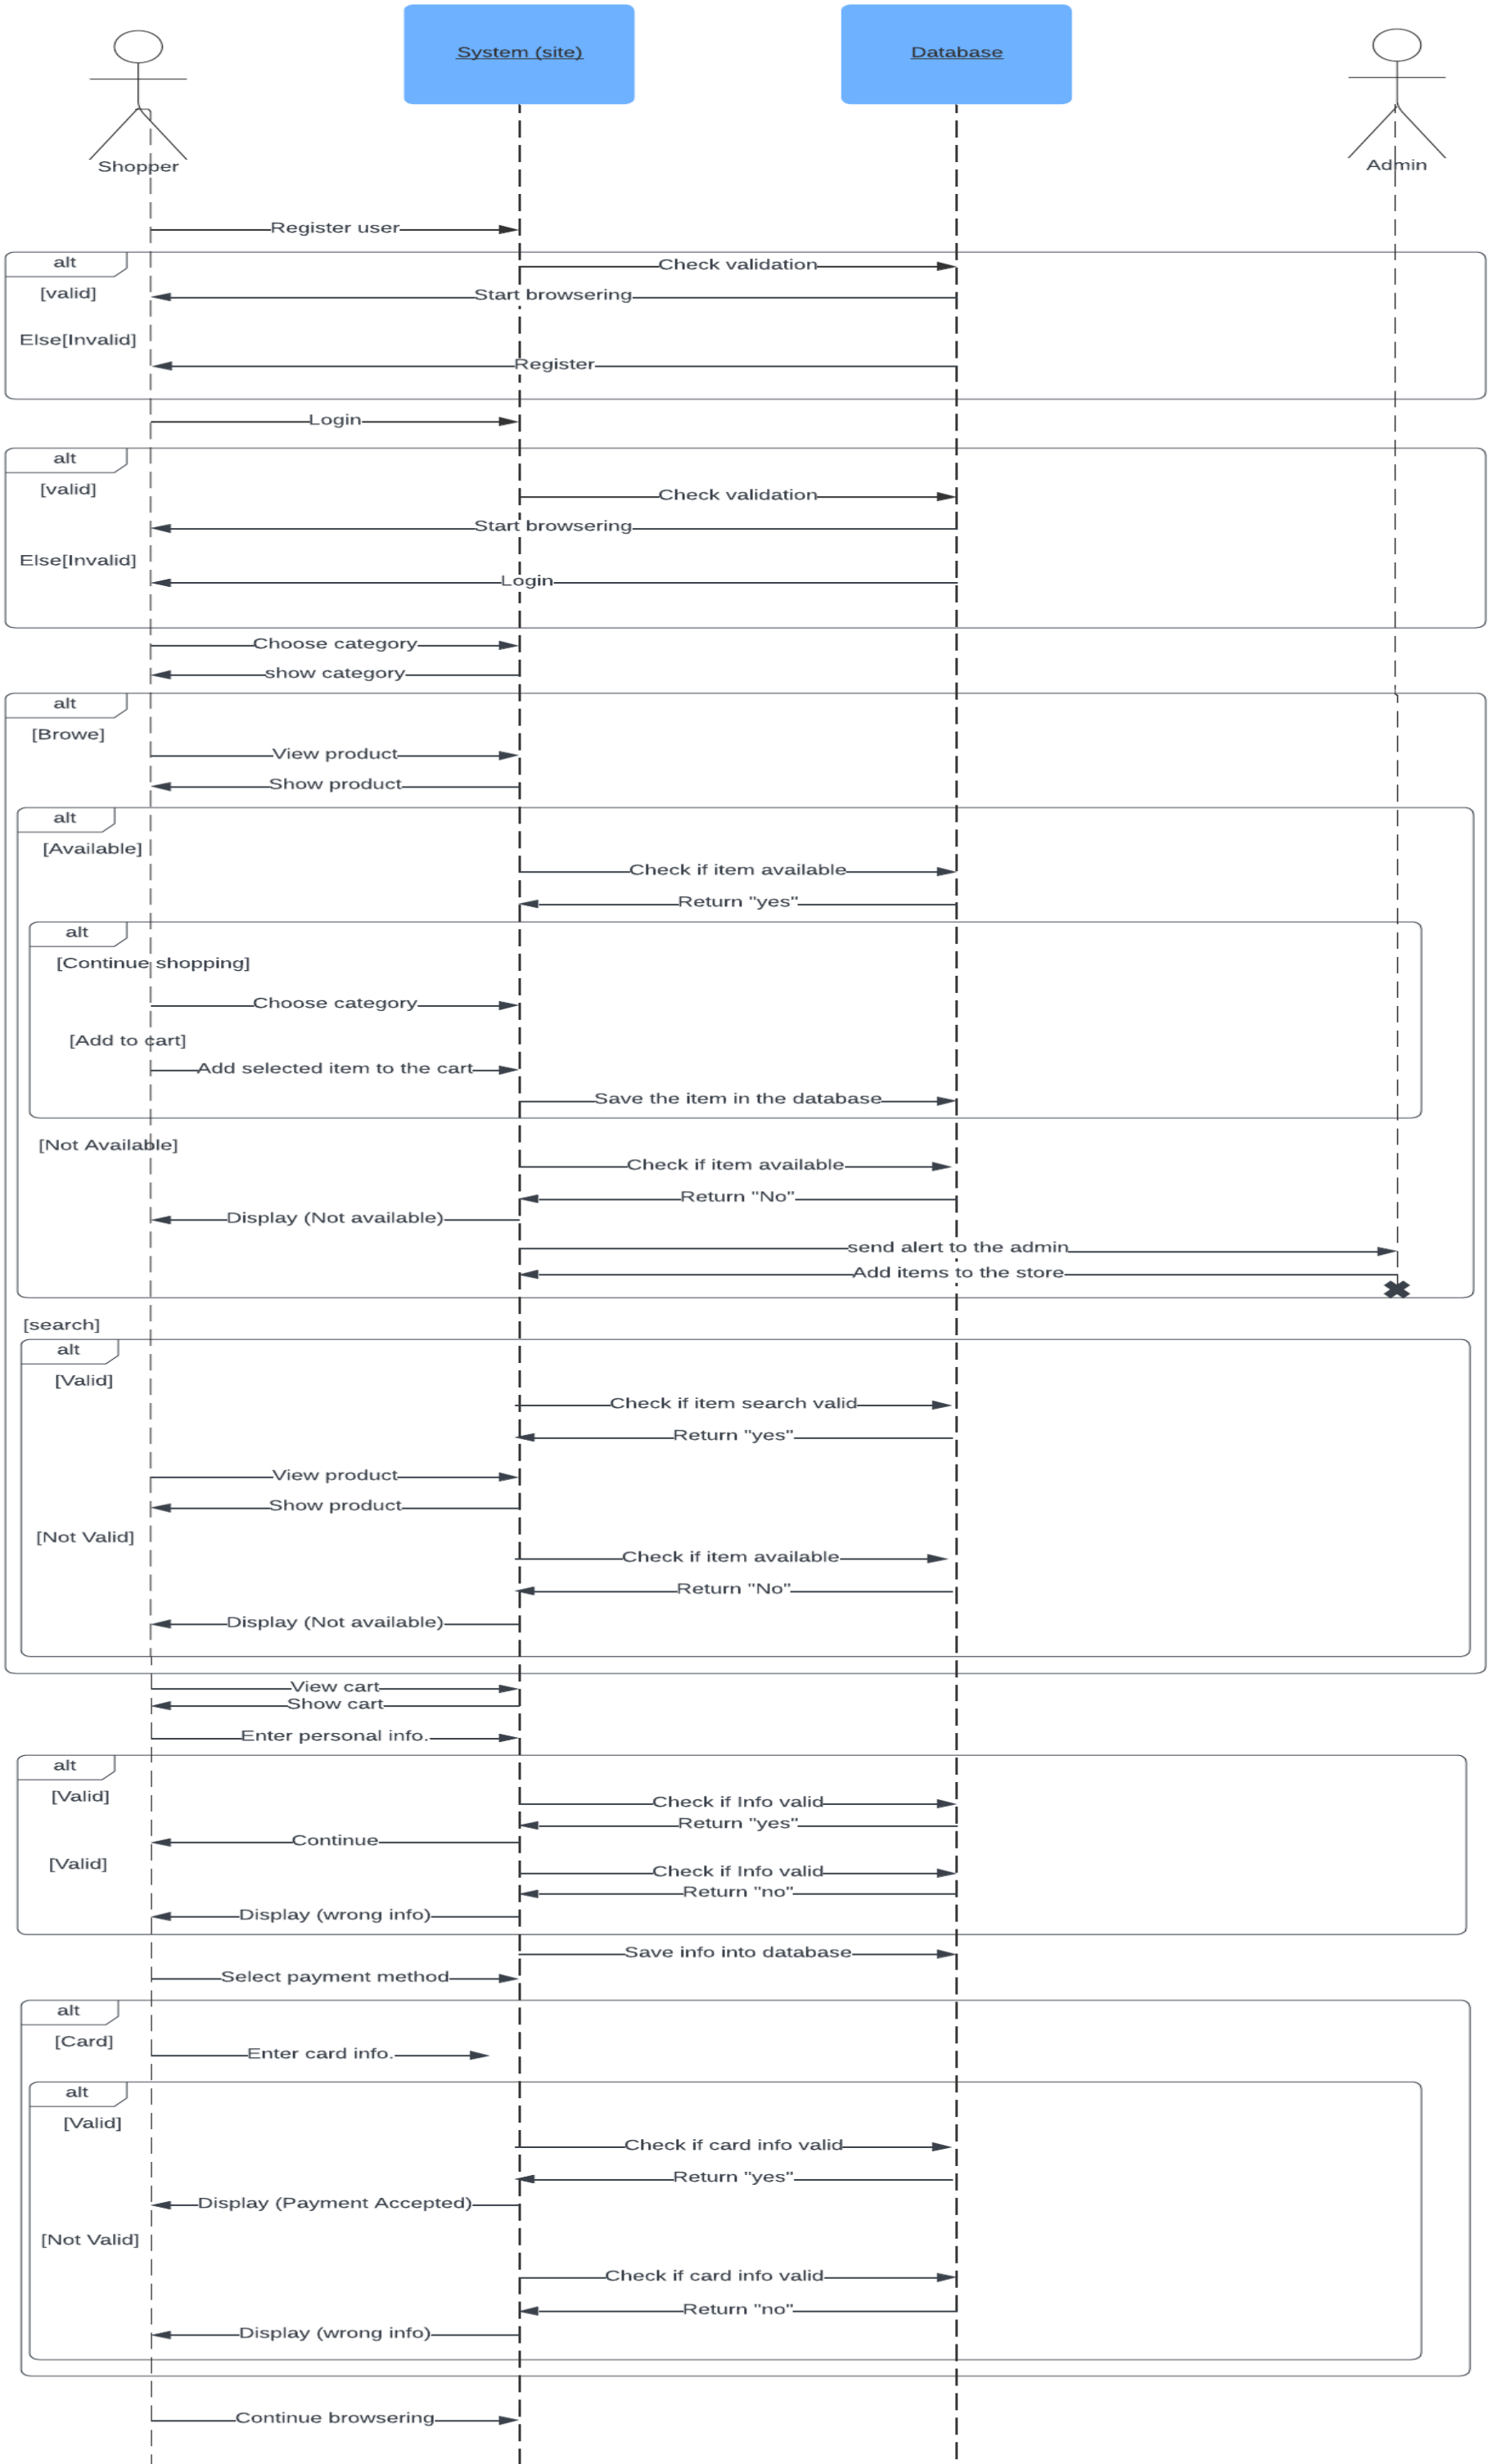 System (site)
Database
Shopper
Admin
Register user
alt
Check validation
[valid]
Start browsering
Else[Invalid]
Register
Login
alt
[valid]
Check validation
Start browsering
Else[Invalid]
Login
Choose category
show category
alt
[Browe]
View product
Show product
alt
[Available]
Check if item available
Return "yes"
alt
[Continue shopping]
Choose category
[Add to cart]
Add selected item to the cart
Save the item in the database
[Not Available]
Check if item available
Return "No"
Display (Not available)
send alert to the admin
Add items to the store
[search]
alt
[Valid]
Check if item search valid
Return "yes"
View product
Show product
[Not Valid]
Check if item available
Return "No"
Display (Not available)
View cart
Show cart
Enter personal info.
alt
[Valid]
Check if Info valid
Return "yes"
Continue
[Valid]
Check if Info valid
Return "no"
Display (wrong info)
Save info into database
Select payment method
alt
[Card]
Enter card info.
alt
[Valid]
Check if card info valid
Return "yes"
Display (Payment Accepted)
[Not Valid]
Check if card info valid
Return "no"
Display (wrong info)
Continue browsering